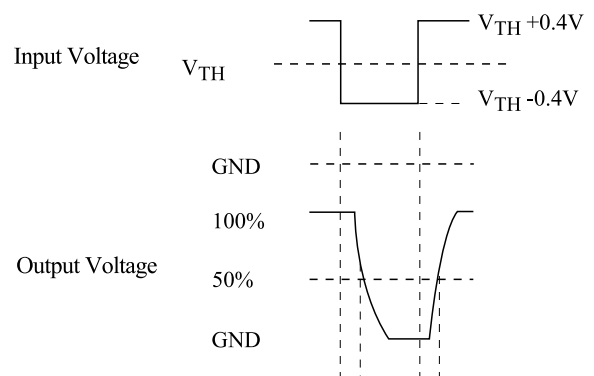 V_TH +0.4V
Input Voltage
V_TH
V_TH -0.4V
GND
100%
Output Voltage
50%
GND